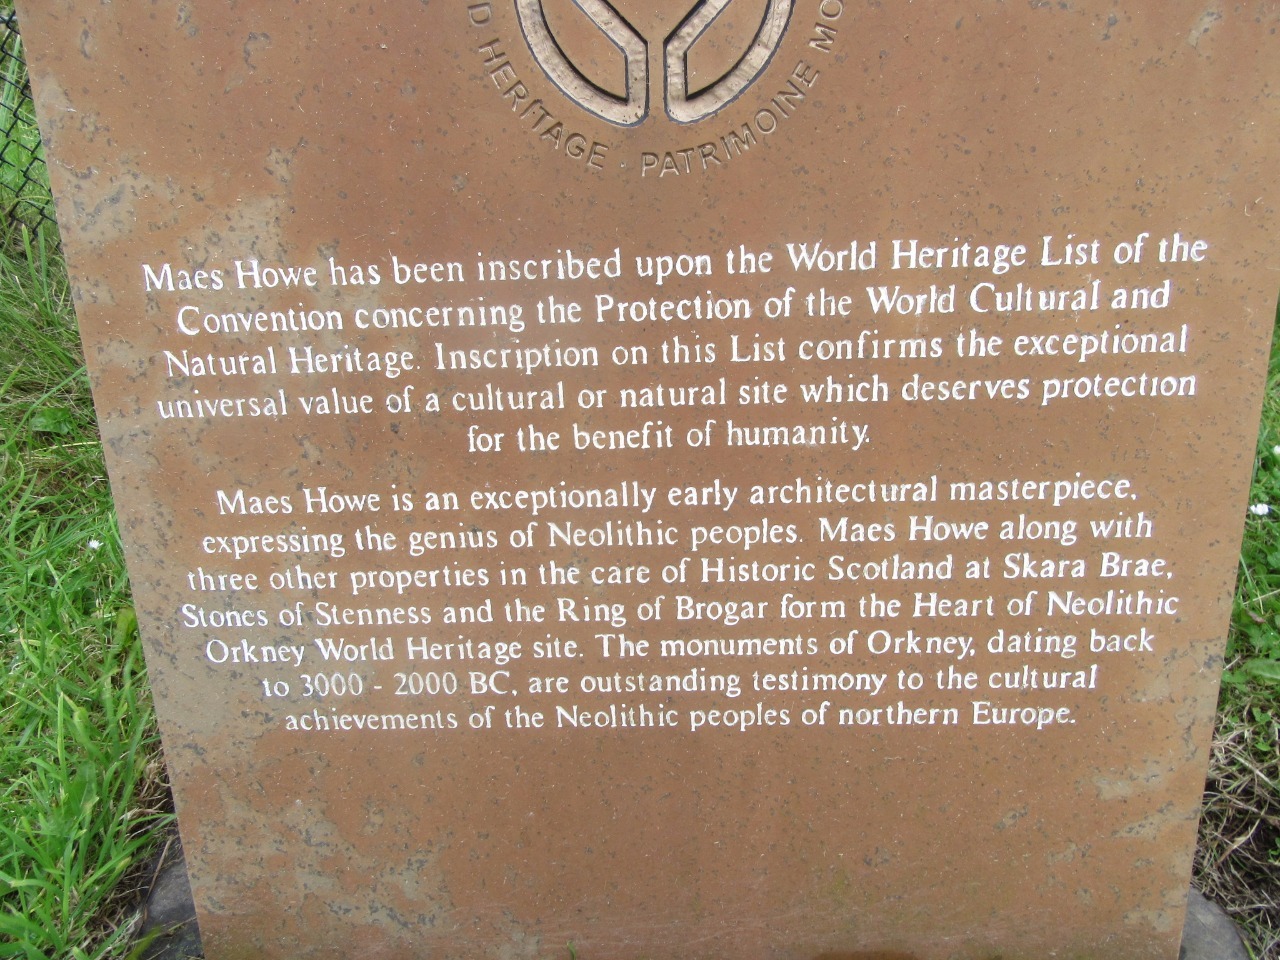 D HERITAGE · PATRIMOINE MO
Maes Howe has been inscribed upon the World Heritage List of the
Convention concerning the Protection of the World Cultural and
Natural Heritage. Inscription on this List confirms the exceptional
universal value of a cultural or natural site which deserves protection
for the benefit of humanity.
Maes Howe is an exceptionally early architectural masterpiece,
expressing the genius of Neolithic peoples. Maes Howe along with
three other properties in the care of Historic Scotland at Skara Brae,
Stones of Stenness and the Ring of Brogar form the Heart of Neolithic
Orkney World Heritage site. The monuments of Orkney, dating back
to 3000 - 2000 BC, are outstanding testimony to the cultural
achievements of the Neolithic peoples of northern Europe.